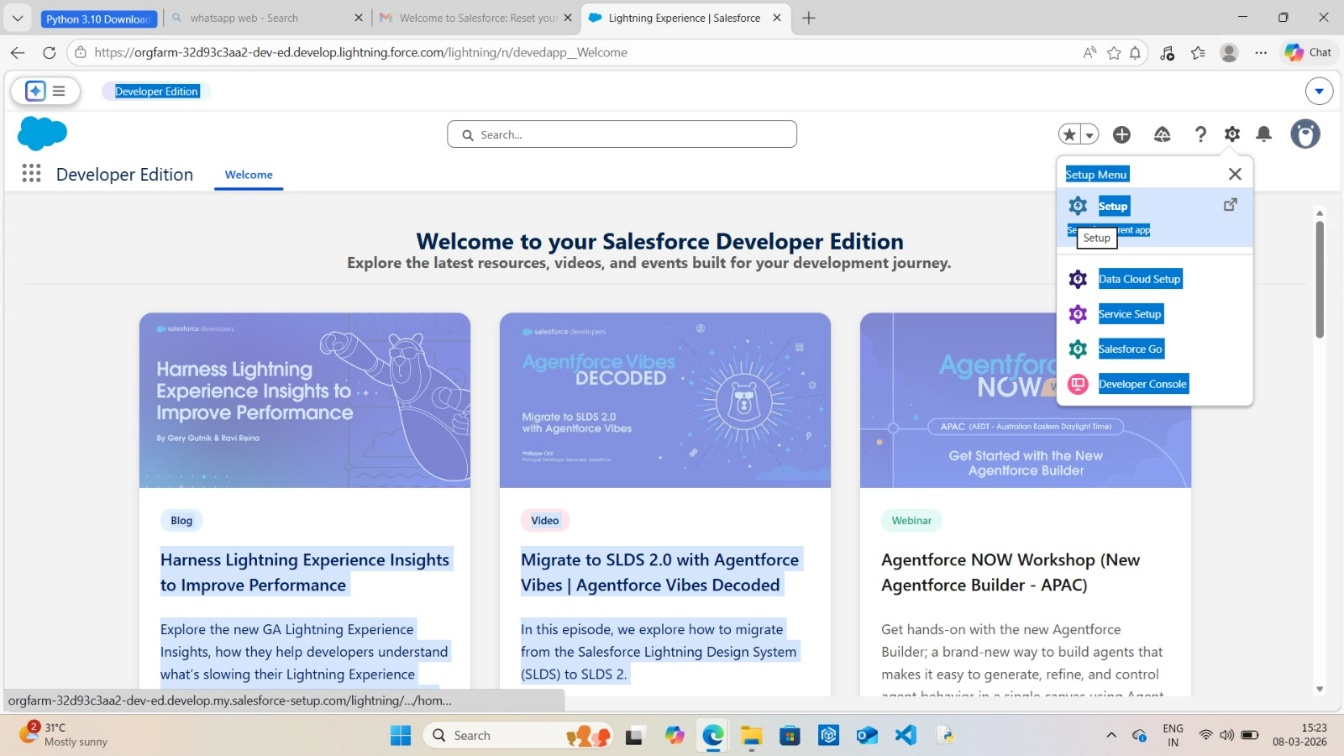 Python 3.10 Download
whatsapp web - Search
Welcome to Salesforce: Reset your
Lightning Experience | Salesforce
https://orgfarm-32d93c3aa2-dev-ed.develop.lightning.force.com/lightning/n/devedapp__Welcome
Chat
Developer Edition
Search...
Developer Edition
Welcome
Setup Menu
Setup
Setup
Data Cloud Setup
Service Setup
Salesforce Go
Developer Console
Welcome to your Salesforce Developer Edition
Explore the latest resources, videos, and events built for your development journey.
salesforce developers
Harness Lightning
Experience Insights to
Improve Performance
By Gery Gutnik & Ravi Reina
Blog
Harness Lightning Experience Insights
to Improve Performance
Explore the new GA Lightning Experience
Insights, how they help developers understand
what's slowing their Lightning Experience
salesforce developers
Agentforce Vibes
DECODED
Migrate to SLDS 2.0
with Agentforce Vibes
Video
Migrate to SLDS 2.0 with Agentforce
Vibes | Agentforce Vibes Decoded
In this episode, we explore how to migrate
from the Salesforce Lightning Design System
(SLDS) to SLDS 2.
NOW
APAC (AEDT - Australian Eastern Daylight Time)
Get Started with the New
Agentforce Builder
Webinar
Agentforce NOW Workshop (New
Agentforce Builder - APAC)
Get hands-on with the new Agentforce
Builder; a brand-new way to build agents that
makes it easy to generate, refine, and control
agent behavior in a single canvas using Agent
orgfarm-32d93c3aa2-dev-ed.develop.my.salesforce-setup.com/lightning/.../hom...
2
31°C
Mostly sunny
Search
ENG
IN
15:23
08-03-2026